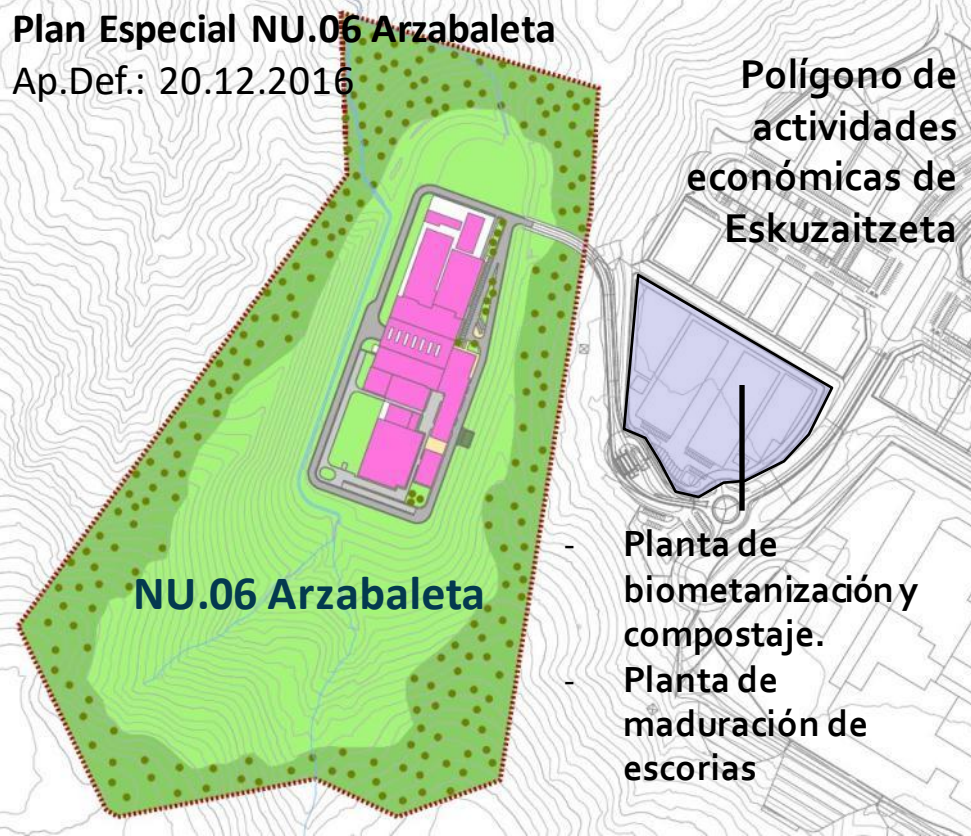 Plan Especial NU.06 Arzabaleta
Ap.Def.: 20.12.2016
Polígono de
actividades
económicas de
Eskuzaitzeta
NU.06 Arzabaleta
- Planta de
biometanización y
compostaje.
- Planta de
maduración de
escorias